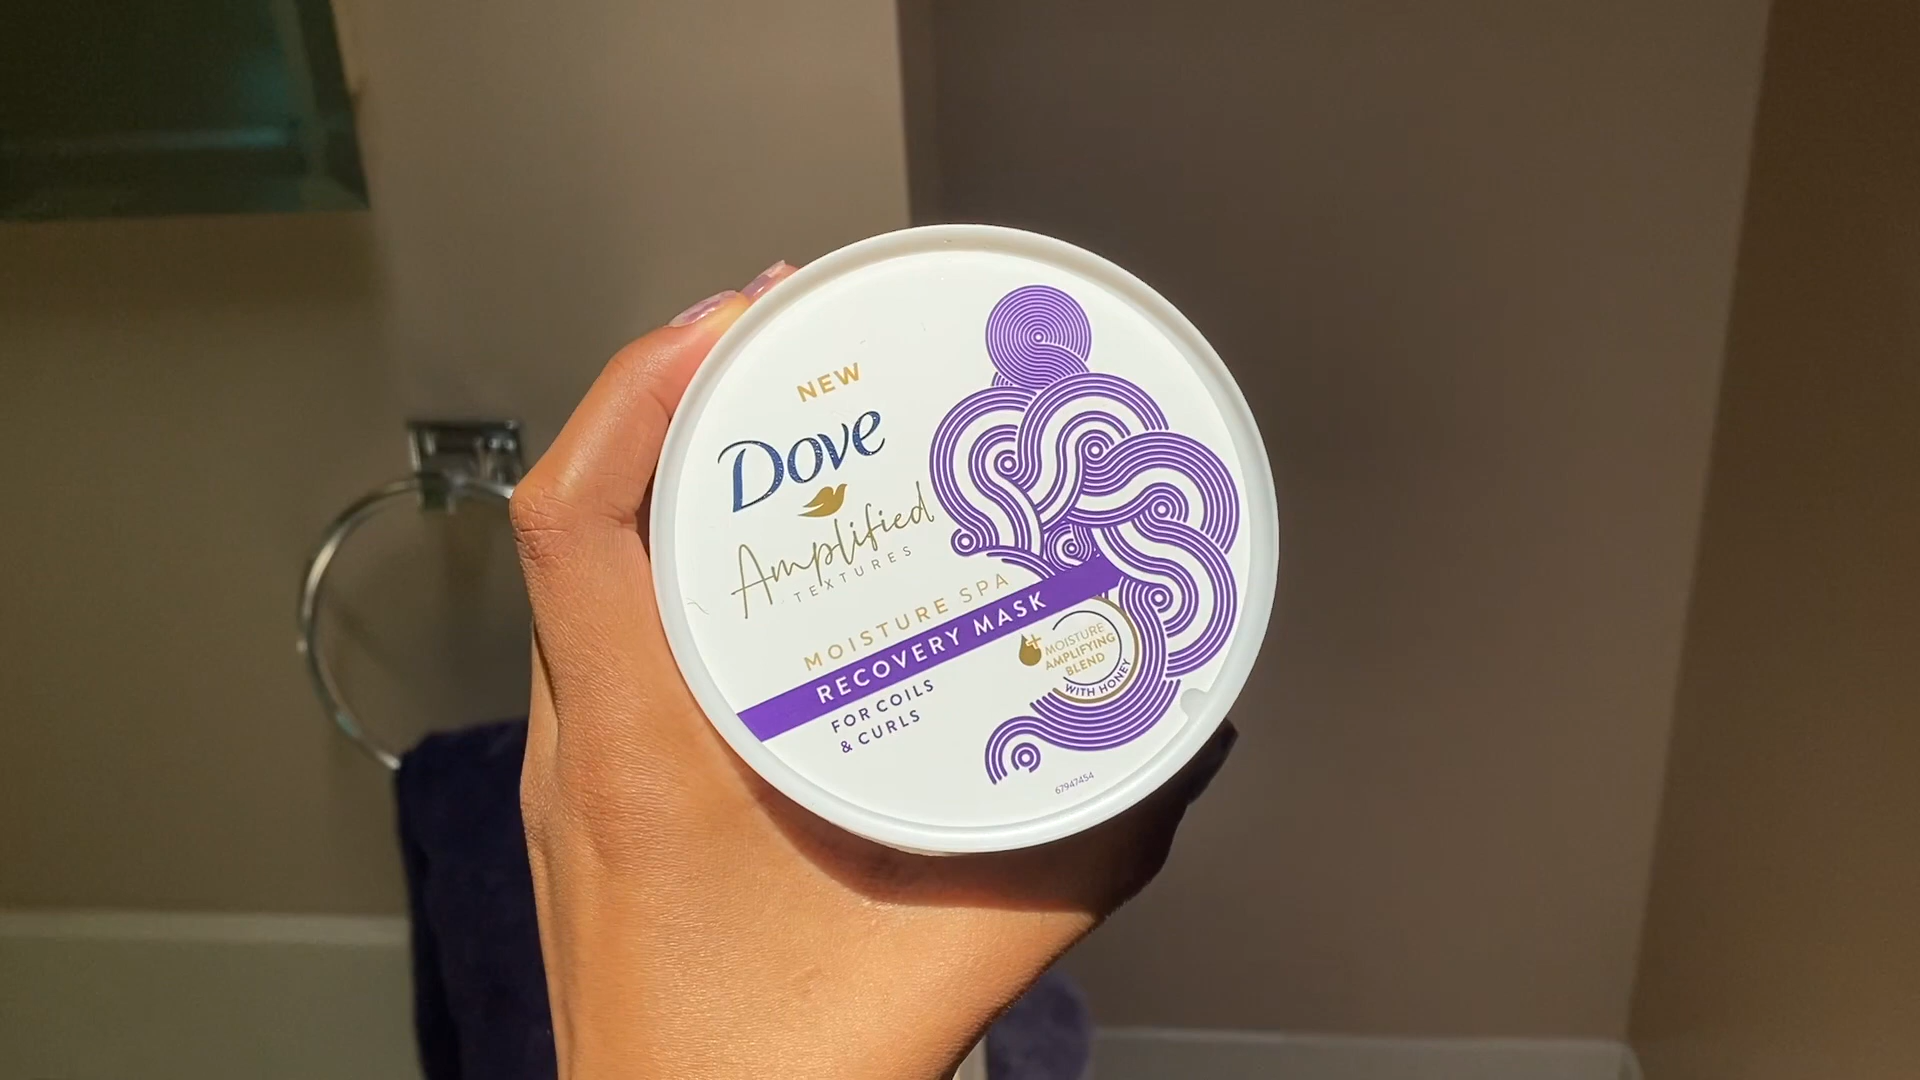 NEW
Dove
Amplified
TEXTURES
MOISTURE SPA
RECOVERY MASK
FOR COILS
& CURLS
MOISTURE
AMPLIFYING
BLEND
WITH HONEY
67947454